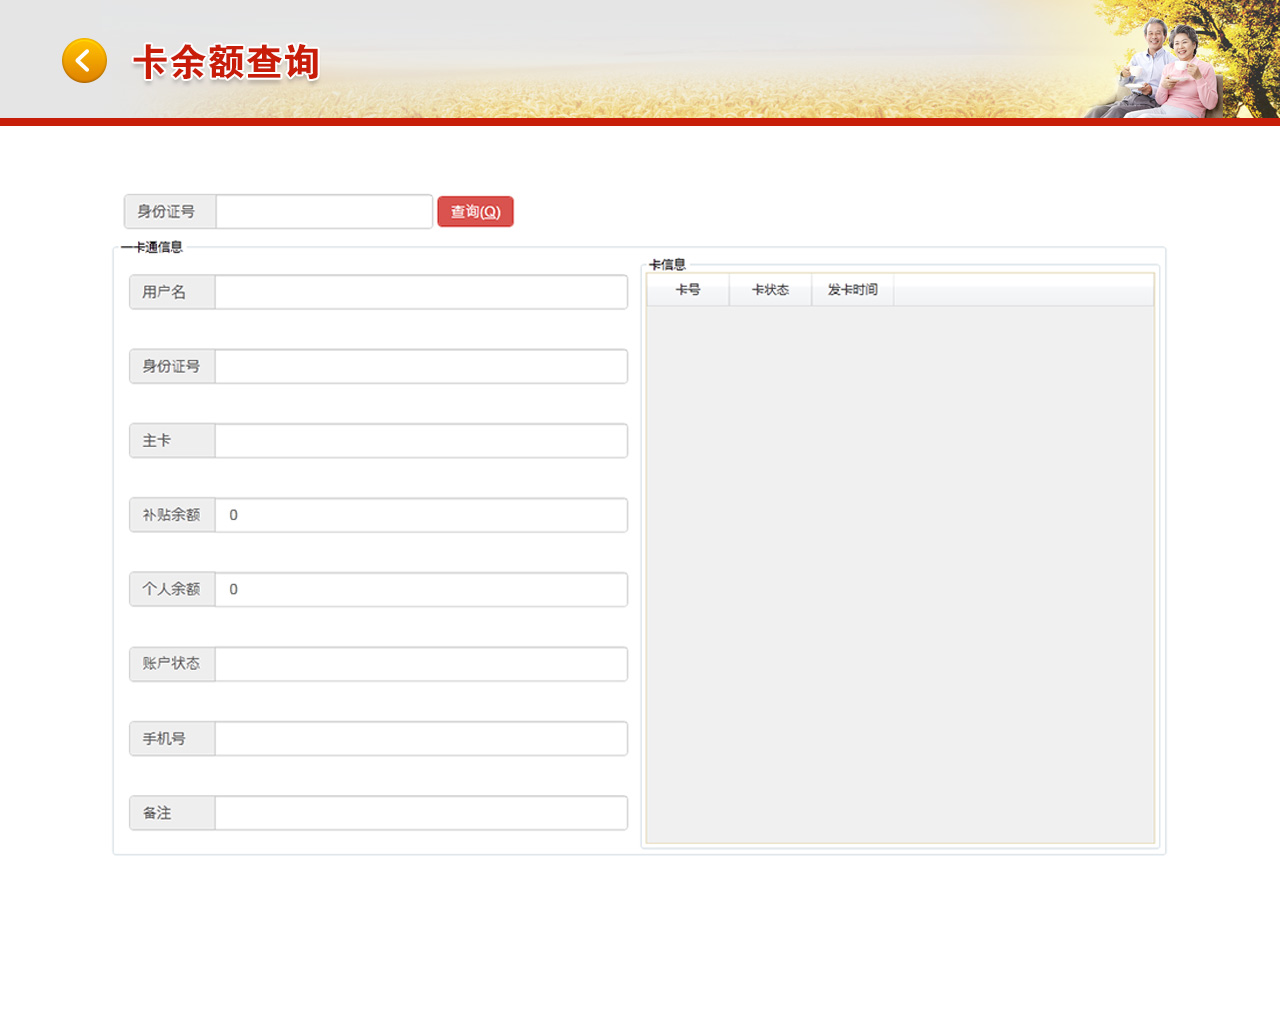 卡余额查询
身份证号 查询(Q)
一卡通信息
卡信息
用户名
卡号 卡状态 发卡时间
身份证号
主卡
补贴余额 0
个人余额 0
账户状态
手机号
备注